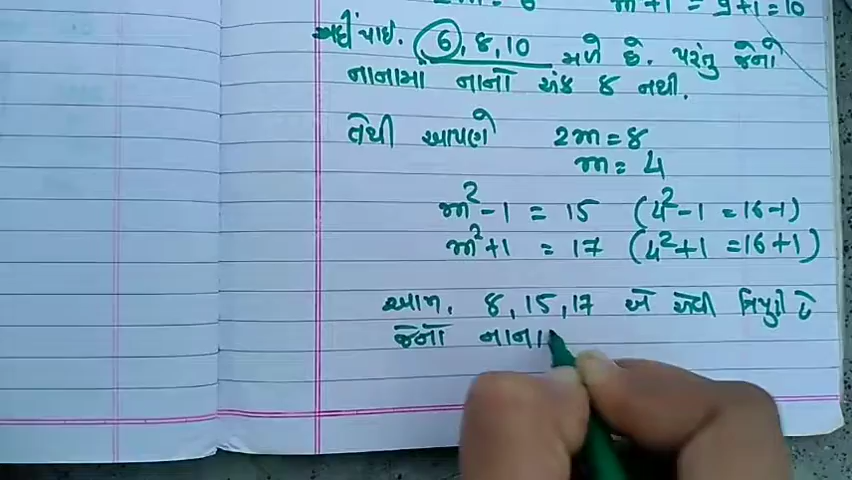 m²+1 = 9+1=10
અહીં પાઈ. 6, 8, 10 મળે છે. પરંતુ જેનો
નાનામાં નાનો અંક 8 નથી.
તેથી આપણે 2m=8
m= 4
m²-1 = 15 (4²-1 =16-1)
m²+1 = 17 (4²+1 =16+1)
આમ, 8, 15, 17 એ એવી ત્રિપુટી છે
જેનો નાના